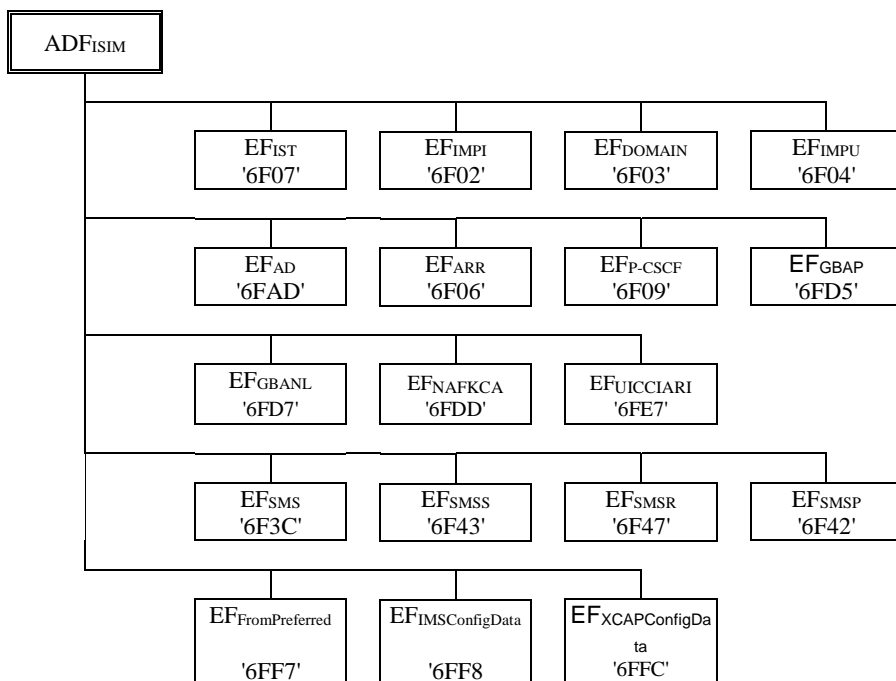 ADFISIM
EFIST EFIMPI EFDOMAIN EFIMPU
'6F07' '6F02' '6F03' '6F04'
EFAD EFARR EFP-CSCF EFGBAP
'6FAD' '6F06' '6F09' '6FD5'
EFGBANL EFNAFKCA EFUICCIARI
'6FD7' '6FDD' '6FE7'
EFSMS EFSMSS EFSMSR EFSMSP
'6F3C' '6F43' '6F47' '6F42'
EFFromPreferred EFIMSConfigData EFXCAPConfigDa
ta
'6FF7' '6FF8 '6FFC'